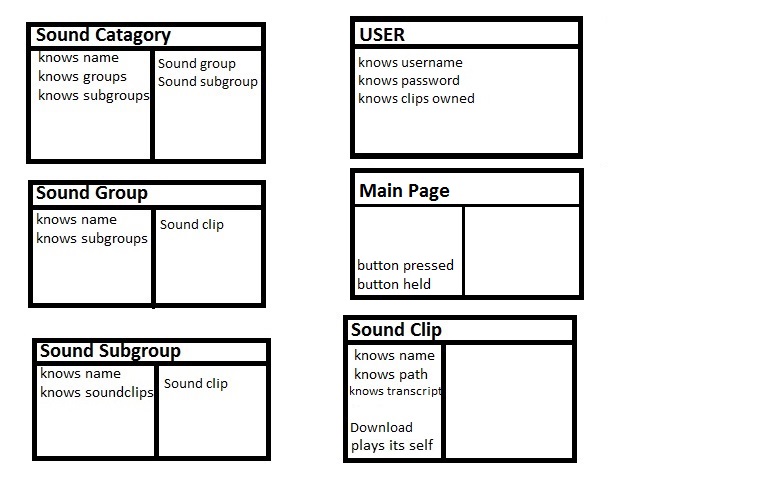 Sound Catagory
knows name
knows groups
knows subgroups
Sound group
Sound subgroup
USER
knows username
knows password
knows clips owned
Sound Group
knows name
knows subgroups
Sound clip
Main Page
button pressed
button held
Sound Subgroup
knows name
knows soundclips
Sound clip
Sound Clip
knows name
knows path
knows transcript
Download
plays its self